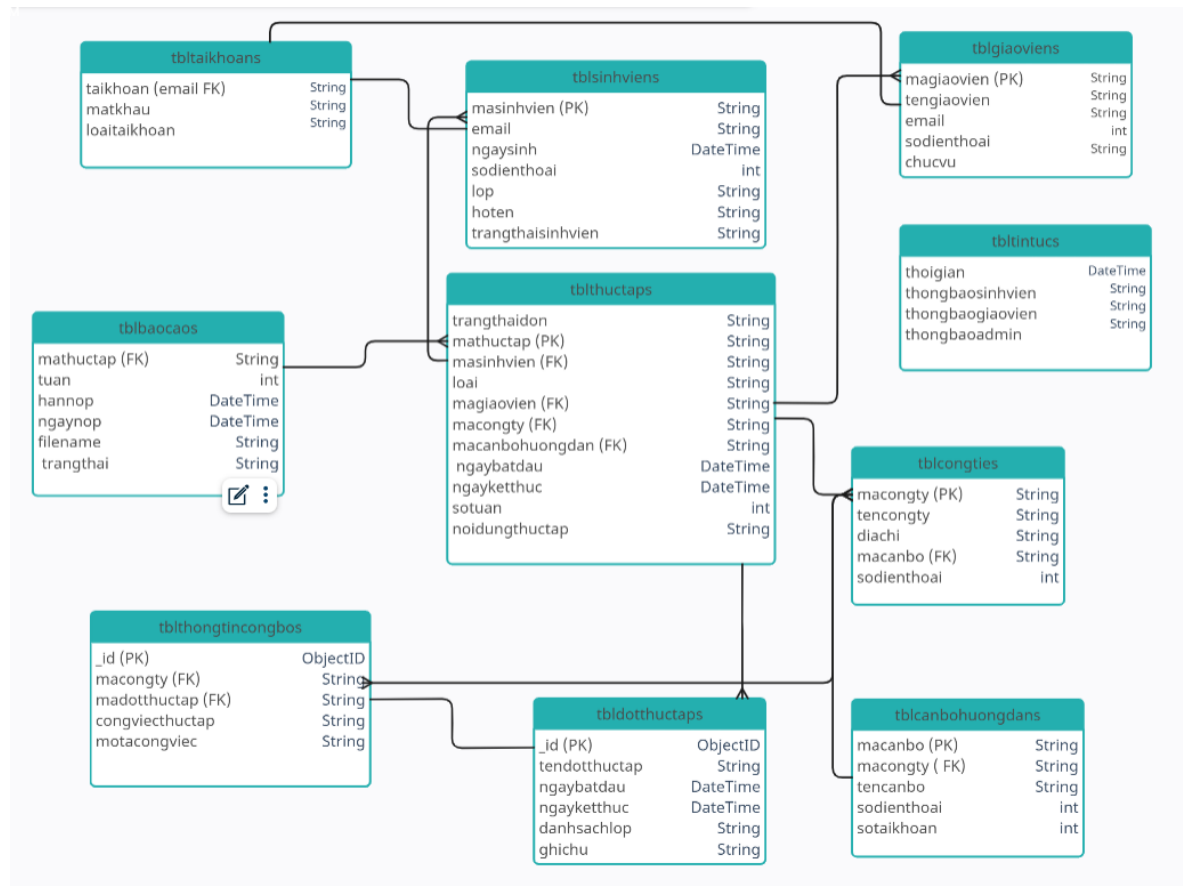 tbltaikhoans
taikhoan (email FK) String
matkhau String
loaitaikhoan String
tblsinhviens
masinhvien (PK) String
email String
ngaysinh DateTime
sodienthoai int
lop String
hoten String
trangthaisinhvien String
tblgiaoviens
magiaovien (PK) String
tengiaovien String
email String
sodienthoai int
chucvu String
tbltintucs
thoigian DateTime
thongbaosinhvien String
thongbaogiaovien String
thongbaoadmin String
tblthuctaps
trangthaidon String
mathuctap (PK) String
masinhvien (FK) String
loai String
magiaovien (FK) String
macongty (FK) String
macanbohuongdan (FK) String
ngaybatdau DateTime
ngayketthuc DateTime
sotuan int
noidungthuctap String
tblbaocaos
mathuctap (FK) String
tuan int
hannop DateTime
ngaynop DateTime
filename String
trangthai String
tblcongties
macongty (PK) String
tencongty String
diachi String
macanbo (FK) String
sodienthoai int
tblthongtincongbos
_id (PK) ObjectID
macongty (FK) String
madotthuctap (FK) String
congviecthuctap String
motacongviec String
tbldotthuctaps
_id (PK) ObjectID
tendotthuctap String
ngaybatdau DateTime
ngayketthuc DateTime
danhsachlop String
ghichu String
tblcanbohuongdans
macanbo (PK) String
macongty ( FK) String
tencanbo String
sodienthoai int
sotaikhoan int